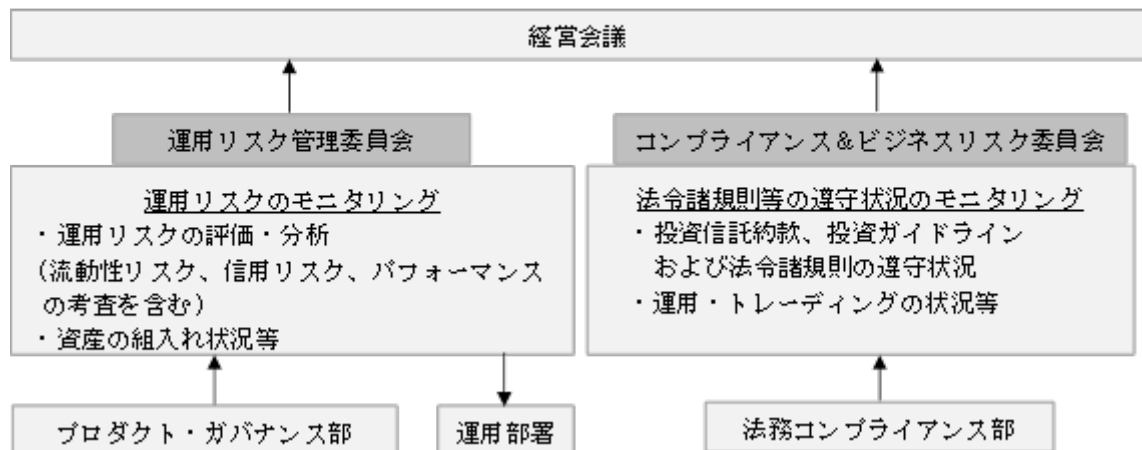 経営会議
運用リスク管理委員会
運用リスクのモニタリング
・運用リスクの評価・分析
(流動性リスク、信用リスク、パフォーマンス
の考査を含む)
・資産の組入れ状況等
プロダクト・ガバナンス部
運用部署
コンプライアンス&ビジネスリスク委員会
法令諸規則等の遵守状況のモニタリング
・投資信託約款、投資ガイドライン
および法令諸規則の遵守状況
・運用・トレーディングの状況等
法務コンプライアンス部